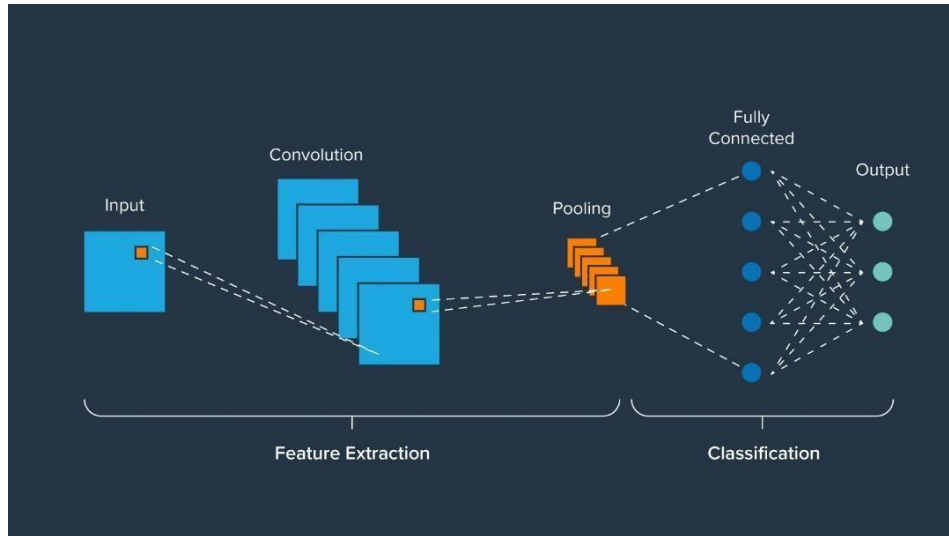 Input
Convolution
Pooling
Fully
Connected
Output
Feature Extraction
Classification